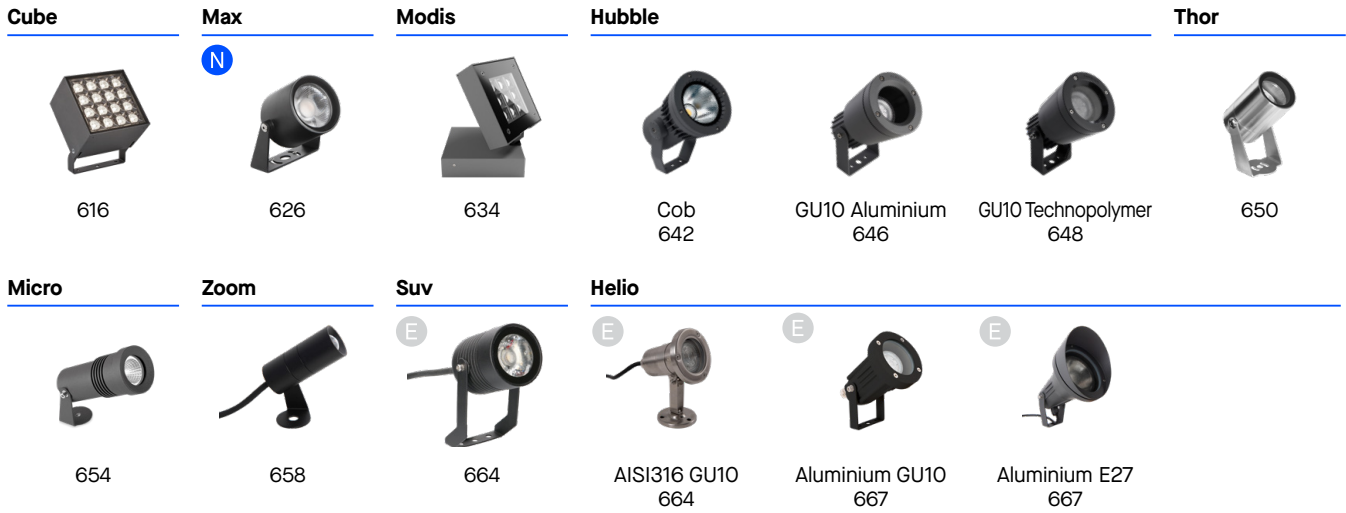 Cube
Max
Modis
Hubble
Thor
N
616
626
634
Cob
642
GU10 Aluminium
646
GU10 Technopolymer
648
650
Micro
Zoom
Suv
Helio
E
E
E
E
654
658
664
AISI316 GU10
664
Aluminium GU10
667
Aluminium E27
667